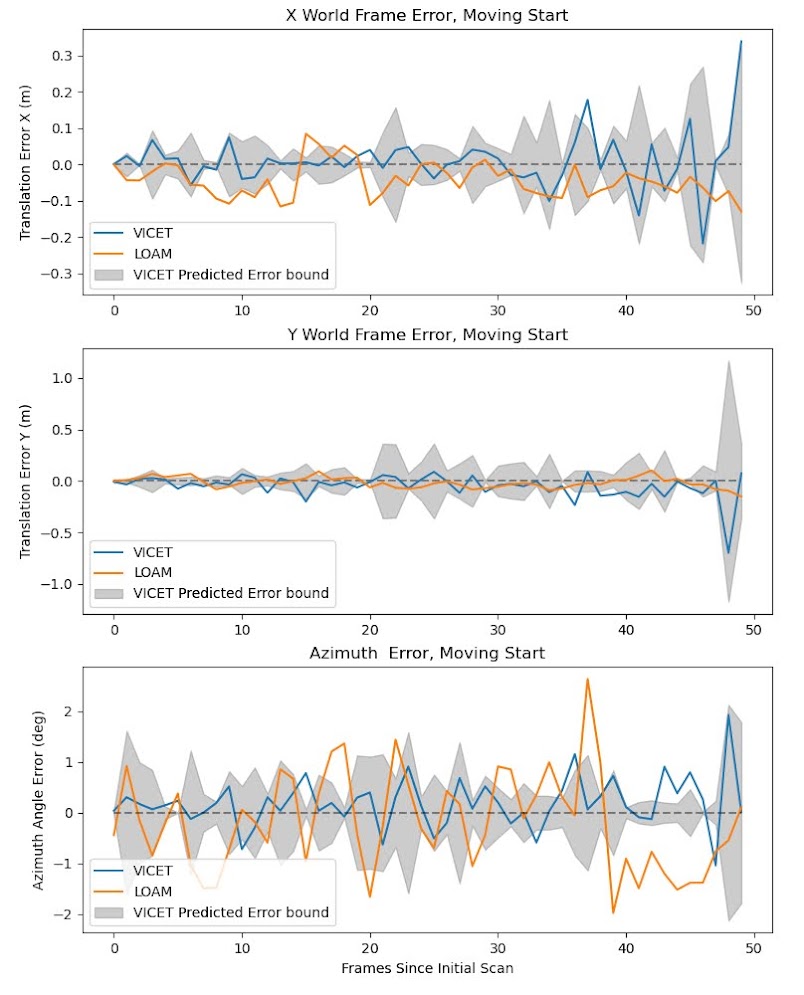 X World Frame Error, Moving Start
Translation Error X (m)
0.3
0.2
0.1
0.0
−0.1
−0.2
−0.3
VICET
LOAM
VICET Predicted Error bound
0 10 20 30 40 50
Y World Frame Error, Moving Start
Translation Error Y (m)
1.0
0.5
0.0
−0.5
−1.0
VICET
LOAM
VICET Predicted Error bound
0 10 20 30 40 50
Azimuth Error, Moving Start
Azimuth Angle Error (deg)
2
1
0
−1
−2
VICET
LOAM
VICET Predicted Error bound
0 10 20 30 40 50
Frames Since Initial Scan